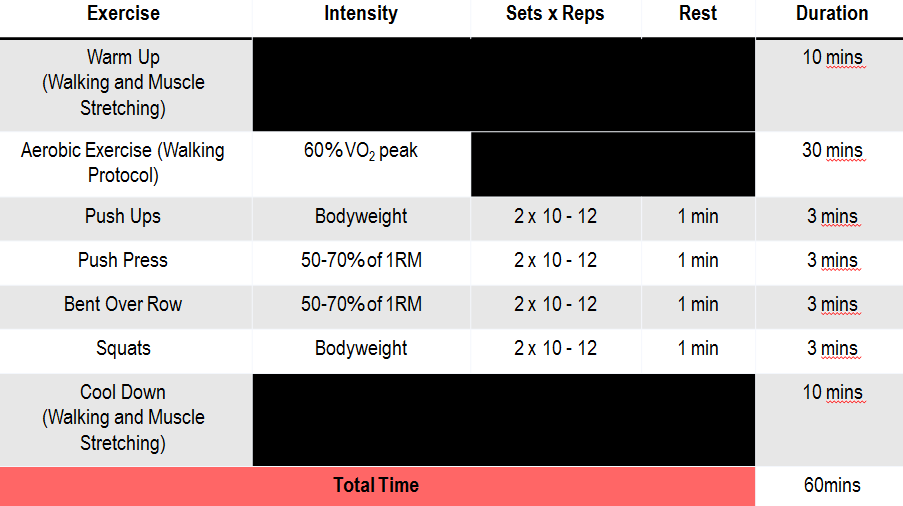 Exercise Intensity Sets x Reps Rest Duration
Warm Up
(Walking and Muscle
Stretching)
10 mins
Aerobic Exercise (Walking
Protocol)
60% VO₂ peak
30 mins
Push Ups Bodyweight 2 x 10 - 12 1 min 3 mins
Push Press 50-70% of 1RM 2 x 10 - 12 1 min 3 mins
Bent Over Row 50-70% of 1RM 2 x 10 - 12 1 min 3 mins
Squats Bodyweight 2 x 10 - 12 1 min 3 mins
Cool Down
(Walking and Muscle
Stretching)
10 mins
Total Time 60mins